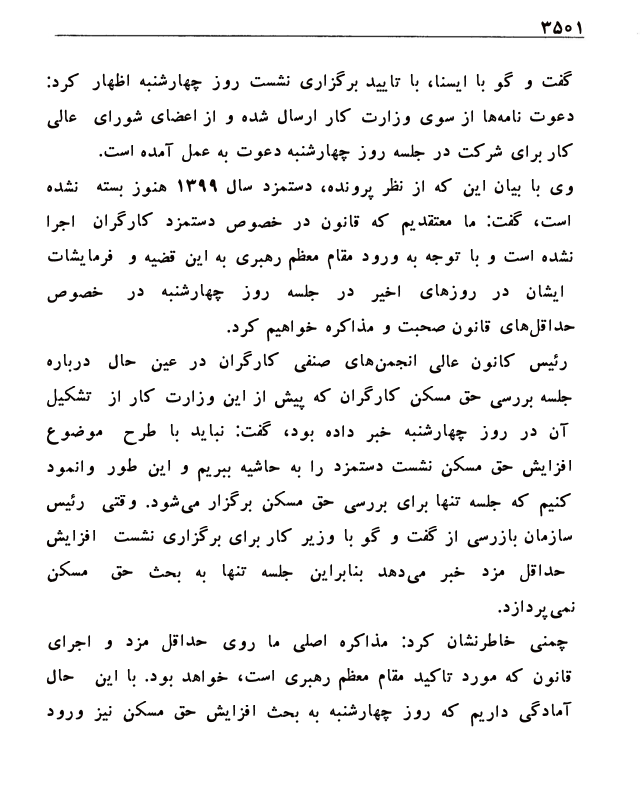 ۳۵۰۱
گفت و گو با ایسنا، با تایید برگزاری نشست روز چهارشنبه اظهار کرد:
دعوت نامه‌ها از سوی وزارت کار ارسال شده و از اعضای شورای عالی
کار برای شرکت در جلسه روز چهارشنبه دعوت به عمل آمده است.
وی با بیان این که از نظر پرونده، دستمزد سال ۱۳۹۹ هنوز بسته نشده
است، گفت: ما معتقدیم که قانون در خصوص دستمزد کارگران اجرا
نشده است و با توجه به ورود مقام معظم رهبری به این قضیه و فرمایشات
ایشان در روزهای اخیر در جلسه روز چهارشنبه در خصوص
حداقل‌های قانون صحبت و مذاکره خواهیم کرد.
رئیس کانون عالی انجمن‌های صنفی کارگران در عین حال درباره
جلسه بررسی حق مسکن کارگران که پیش از این وزارت کار از تشکیل
آن در روز چهارشنبه خبر داده بود، گفت: نباید با طرح موضوع
افزایش حق مسکن نشست دستمزد را به حاشیه ببریم و این طور وانمود
کنیم که جلسه تنها برای بررسی حق مسکن برگزار می‌شود. وقتی رئیس
سازمان بازرسی از گفت و گو با وزیر کار برای برگزاری نشست افزایش
حداقل مزد خبر می‌دهد بنابراین جلسه تنها به بحث حق مسکن
نمی‌پردازد.
چمنی خاطرنشان کرد: مذاکره اصلی ما روی حداقل مزد و اجرای
قانون که مورد تاکید مقام معظم رهبری است، خواهد بود. با این حال
آمادگی داریم که روز چهارشنبه به بحث افزایش حق مسکن نیز ورود